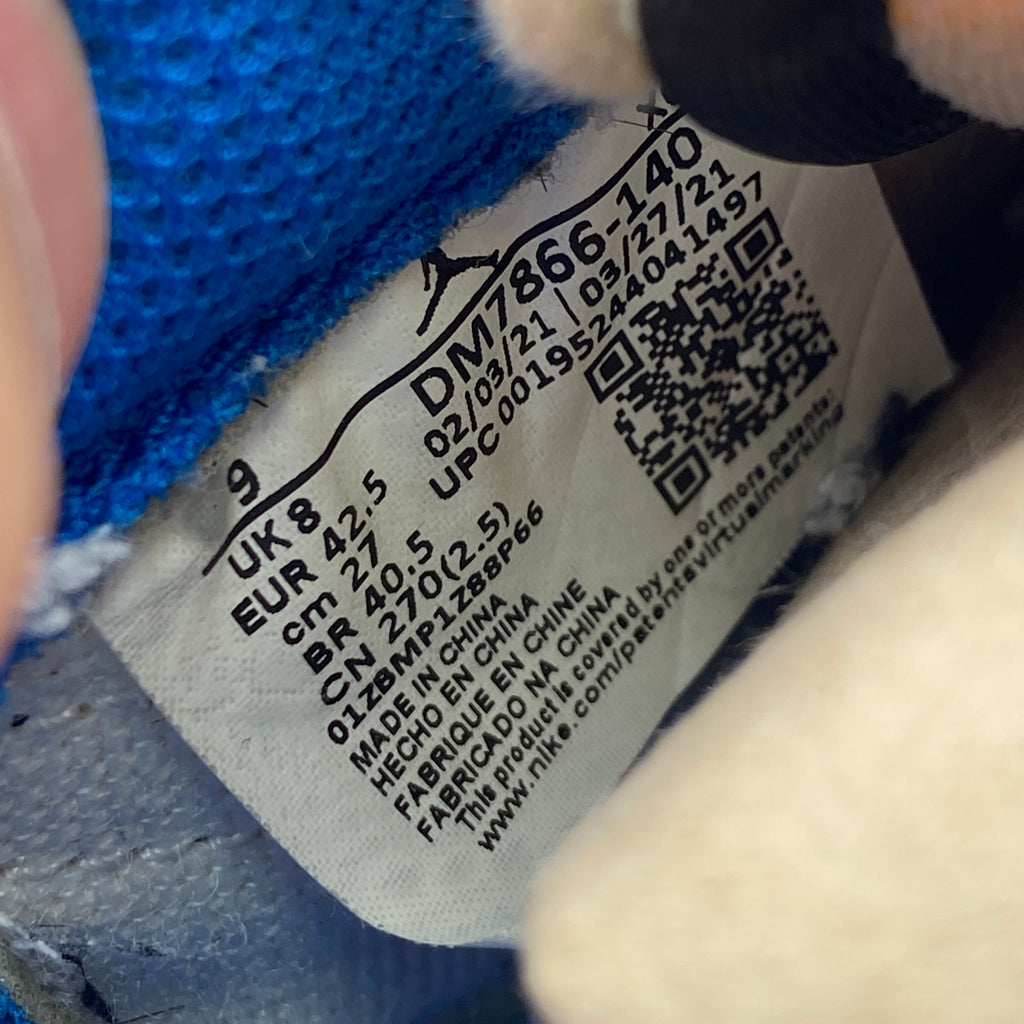 X
DM7866-140
02/03/21 | 03/27/21
UPC00195244041497
9
UK 8
EUR 42.5
cm 27
BR 40.5
CN 270(2.5)
01ZBMP1Z88P66
MADE IN CHINA
HECHO EN CHINA
FABRIQUE EN CHINE
FABRICADO NA CHINA
This product is covered by one or more patents:
www.nike.com/patentsvirtualmarking